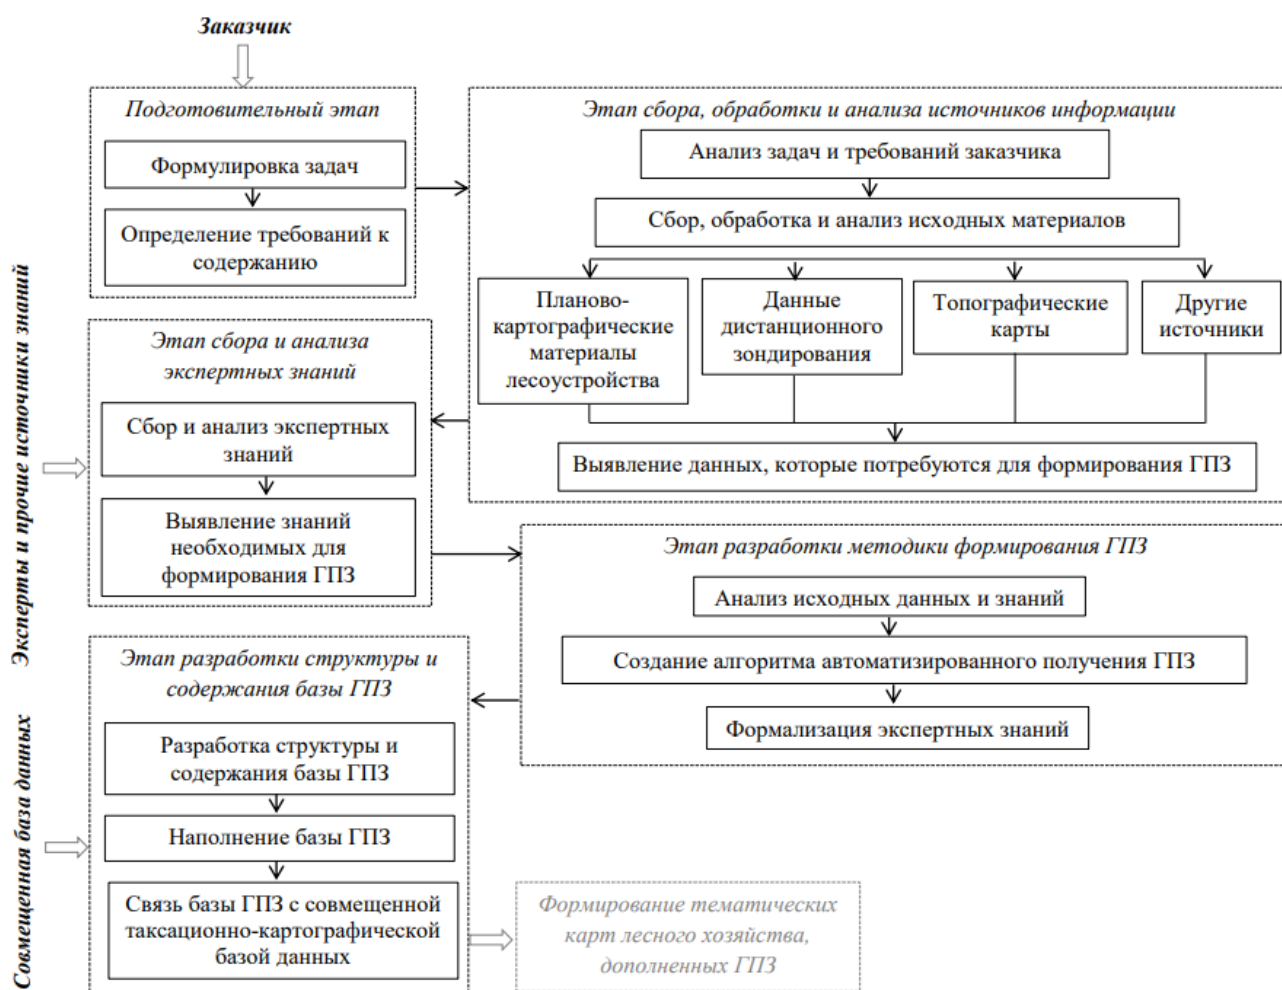 Заказчик
Подготовительный этап
Формулировка задач
Определение требований к
содержанию
Этап сбора, обработки и анализа источников информации
Анализ задач и требований заказчика
Сбор, обработка и анализ исходных материалов
Планово-
картографические
материалы
лесоустройства
Данные
дистанционного
зондирования
Топографические
карты
Другие
источники
Выявление данных, которые потребуются для формирования ГПЗ
Эксперты и прочие источники знаний
Этап сбора и анализа
экспертных знаний
Сбор и анализ экспертных
знаний
Выявление знаний
необходимых для
формирования ГПЗ
Этап разработки методики формирования ГПЗ
Анализ исходных данных и знаний
Создание алгоритма автоматизированного получения ГПЗ
Формализация экспертных знаний
Совмещенная база данных
Этап разработки структуры и
содержания базы ГПЗ
Разработка структуры и
содержания базы ГПЗ
Наполнение базы ГПЗ
Связь базы ГПЗ с совмещенной
таксационно-картографической
базой данных
Формирование тематических
карт лесного хозяйства,
дополненных ГПЗ